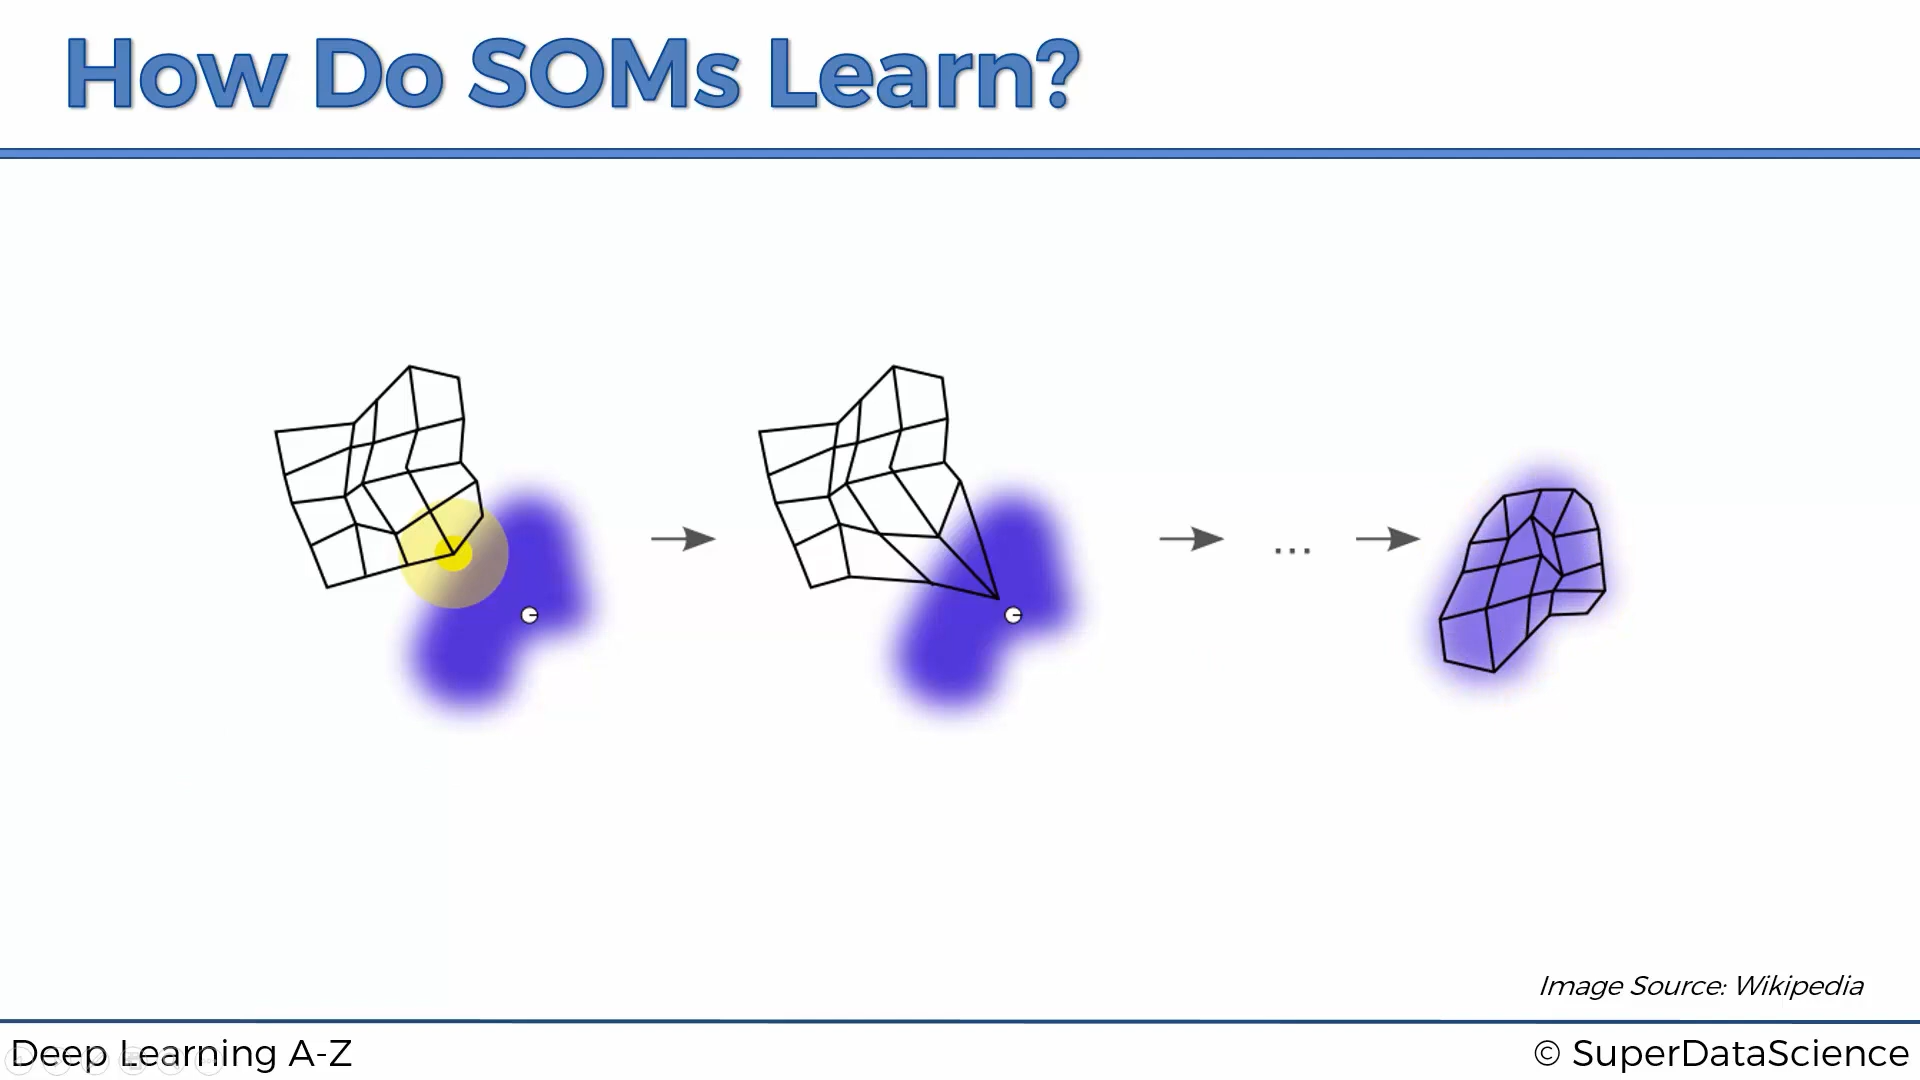 How Do SOMs Learn?
...
Image Source: Wikipedia
Deep Learning A-Z
© SuperDataScience